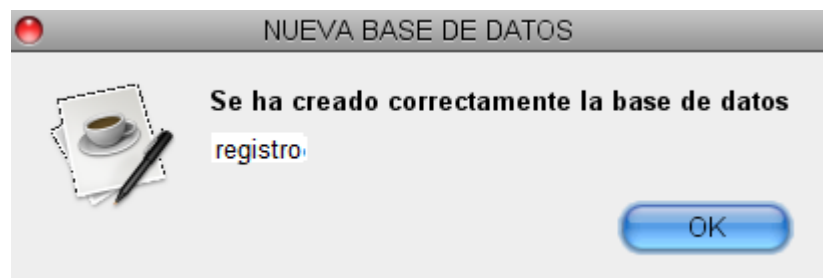 NUEVA BASE DE DATOS
Se ha creado correctamente la base de datos
registro
OK